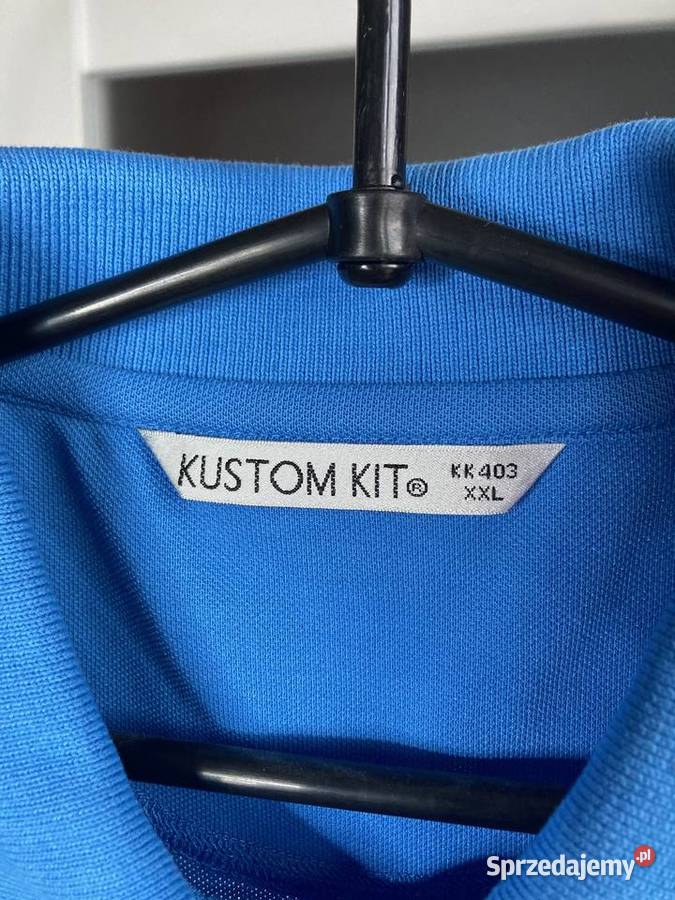 KUSTOM KIT® KK403
XXL
Sprzedajemy.pl